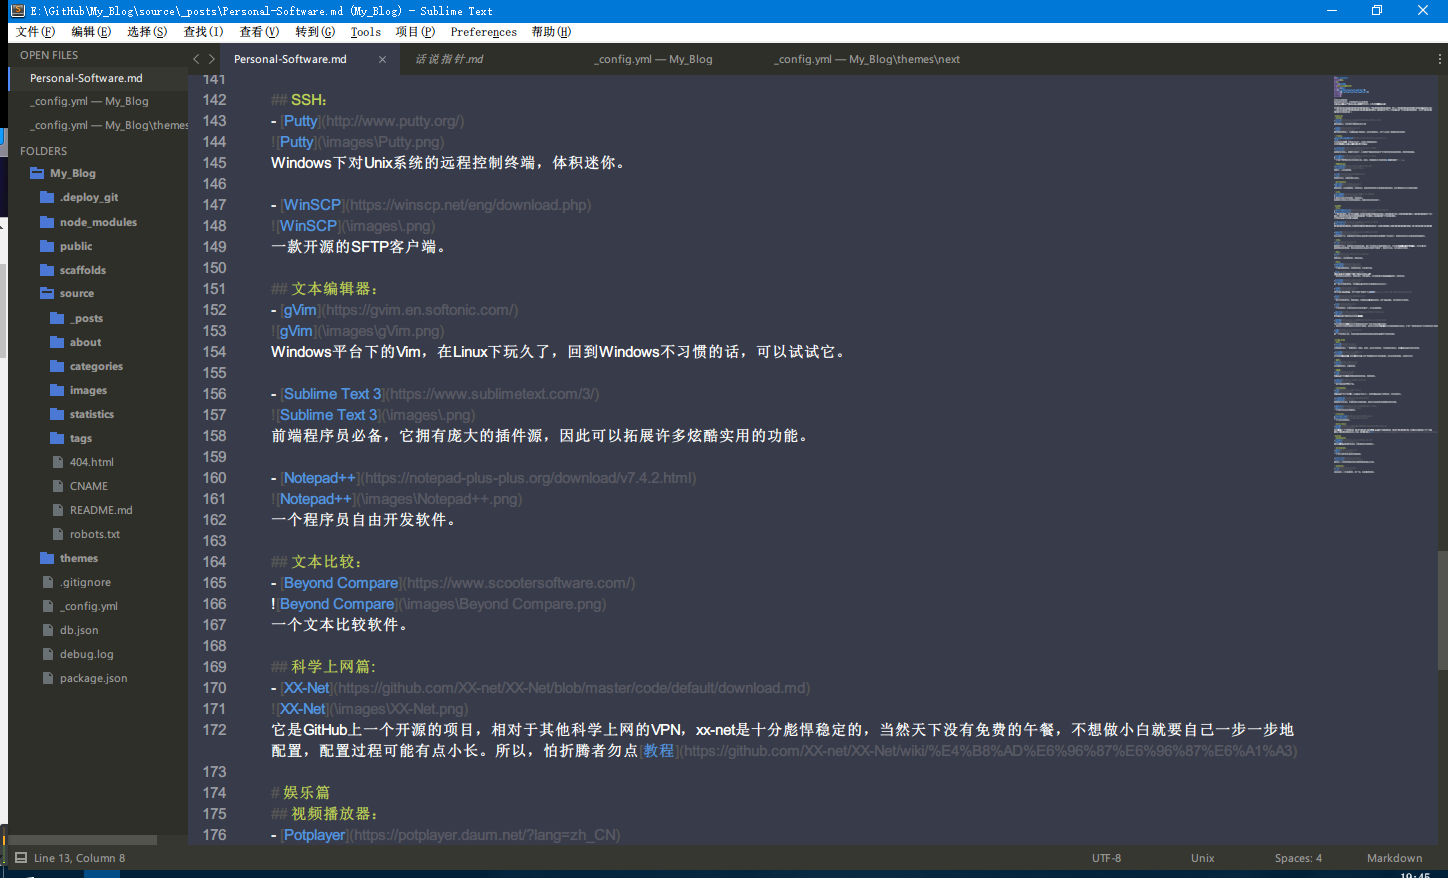 E:\GitHub\My_Blog\source\_posts\Personal-Software.md (My_Blog) - Sublime Text
文件(F) 编辑(E) 选择(S) 查找(I) 查看(V) 转到(G) Tools 项目(P) Preferences 帮助(H)
OPEN FILES
Personal-Software.md
_config.yml — My_Blog
_config.yml — My_Blog\themes
FOLDERS
My_Blog
.deploy_git
node_modules
public
scaffolds
source
_posts
about
categories
images
statistics
tags
404.html
CNAME
README.md
robots.txt
themes
.gitignore
_config.yml
db.json
debug.log
package.json
Personal-Software.md × 话说指针.md _config.yml — My_Blog _config.yml — My_Blog\themes\next
141
142 ## SSH：
143 - [Putty](http://www.putty.org/)
144 ![Putty](\images\Putty.png)
145 Windows下对Unix系统的远程控制终端，体积迷你。
146
147 - [WinSCP](https://winscp.net/eng/download.php)
148 ![WinSCP](\images\.png)
149 一款开源的SFTP客户端。
150
151 ## 文本编辑器：
152 - [gVim](https://gvim.en.softonic.com/)
153 ![gVim](\images\gVim.png)
154 Windows平台下的Vim，在Linux下玩久了，回到Windows不习惯的话，可以试试它。
155
156 - [Sublime Text 3](https://www.sublimetext.com/3/)
157 ![Sublime Text 3](\images\.png)
158 前端程序员必备，它拥有庞大的插件源，因此可以拓展许多炫酷实用的功能。
159
160 - [Notepad++](https://notepad-plus-plus.org/download/v7.4.2.html)
161 ![Notepad++](\images\Notepad++.png)
162 一个程序员自由开发软件。
163
164 ## 文本比较：
165 - [Beyond Compare](https://www.scootersoftware.com/)
166 ![Beyond Compare](\images\Beyond Compare.png)
167 一个文本比较软件。
168
169 ## 科学上网篇:
170 - [XX-Net](https://github.com/XX-net/XX-Net/blob/master/code/default/download.md)
171 ![XX-Net](\images\XX-Net.png)
172 它是GitHub上一个开源的项目，相对于其他科学上网的VPN，xx-net是十分彪悍稳定的，当然天下没有免费的午餐，不想做小白就要自己一步一步地
配置，配置过程可能有点小长。所以，怕折腾者勿点[教程](https://github.com/XX-net/XX-Net/wiki/%E4%B8%AD%E6%96%87%E6%96%87%E6%A1%A3)
173
174 # 娱乐篇
175 ## 视频播放器：
176 - [Potplayer](https://potplayer.daum.net/?lang=zh_CN)
Line 13, Column 8 UTF-8 Unix Spaces: 4 Markdown